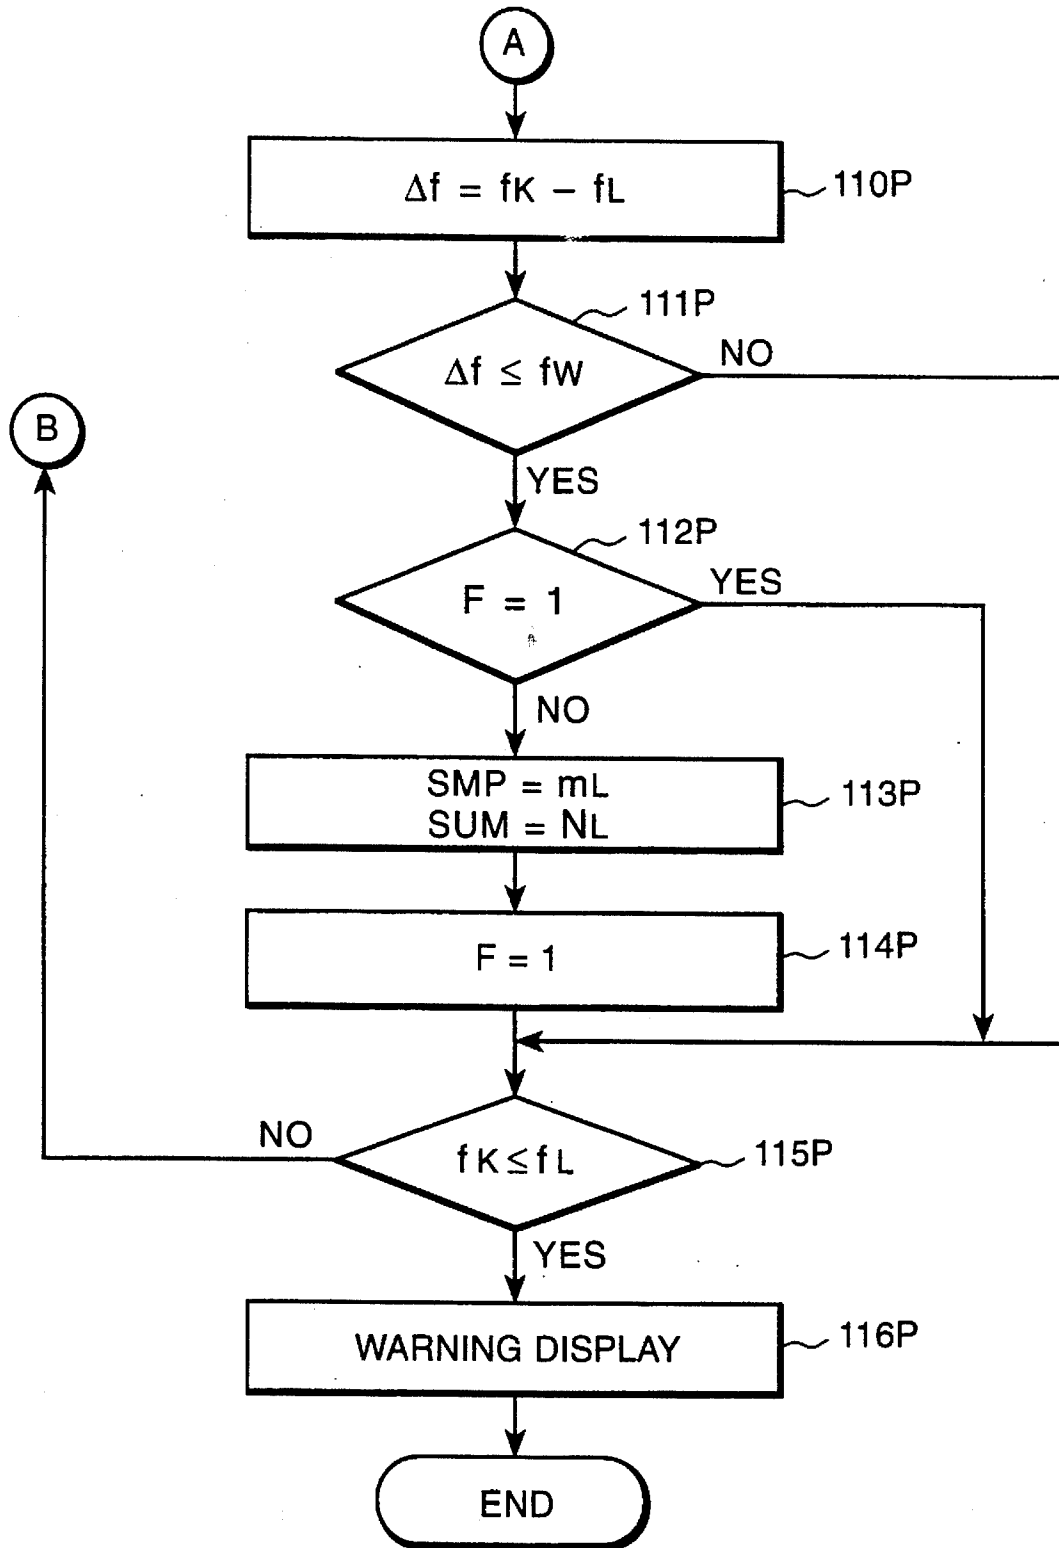 A
Δf = fK − fL
110P
111P
Δf ≤ fW
NO
B
YES
112P
F = 1
YES
NO
SMP = mL
SUM = NL
113P
F = 1
114P
fK ≤ fL
NO
115P
YES
WARNING DISPLAY
116P
END